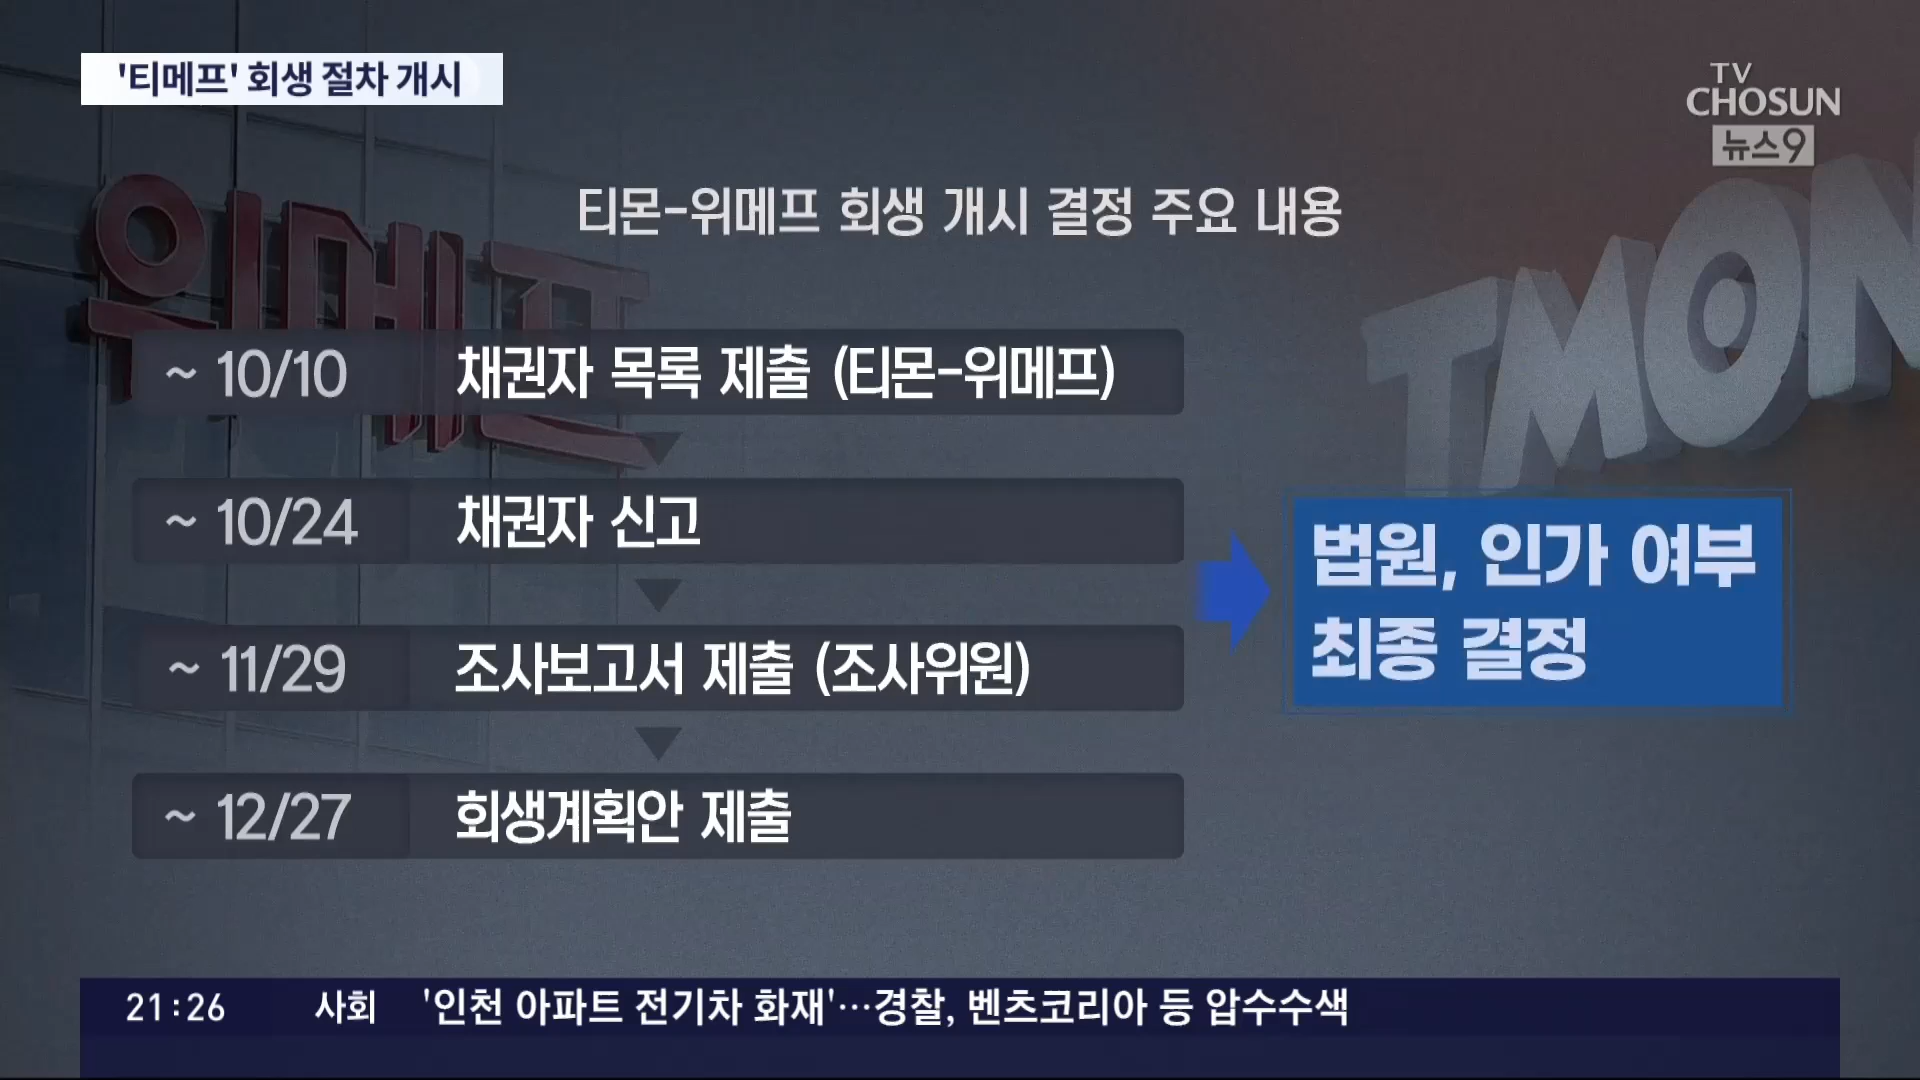 '티메프' 회생 절차 개시
TV
CHOSUN
뉴스9
티몬-위메프 회생 개시 결정 주요 내용
위메프
TMON
~ 10/10 채권자 목록 제출 (티몬-위메프)
~ 10/24 채권자 신고
~ 11/29 조사보고서 제출 (조사위원)
~ 12/27 회생계획안 제출
법원, 인가 여부
최종 결정
21:26 사회 '인천 아파트 전기차 화재'…경찰, 벤츠코리아 등 압수수색